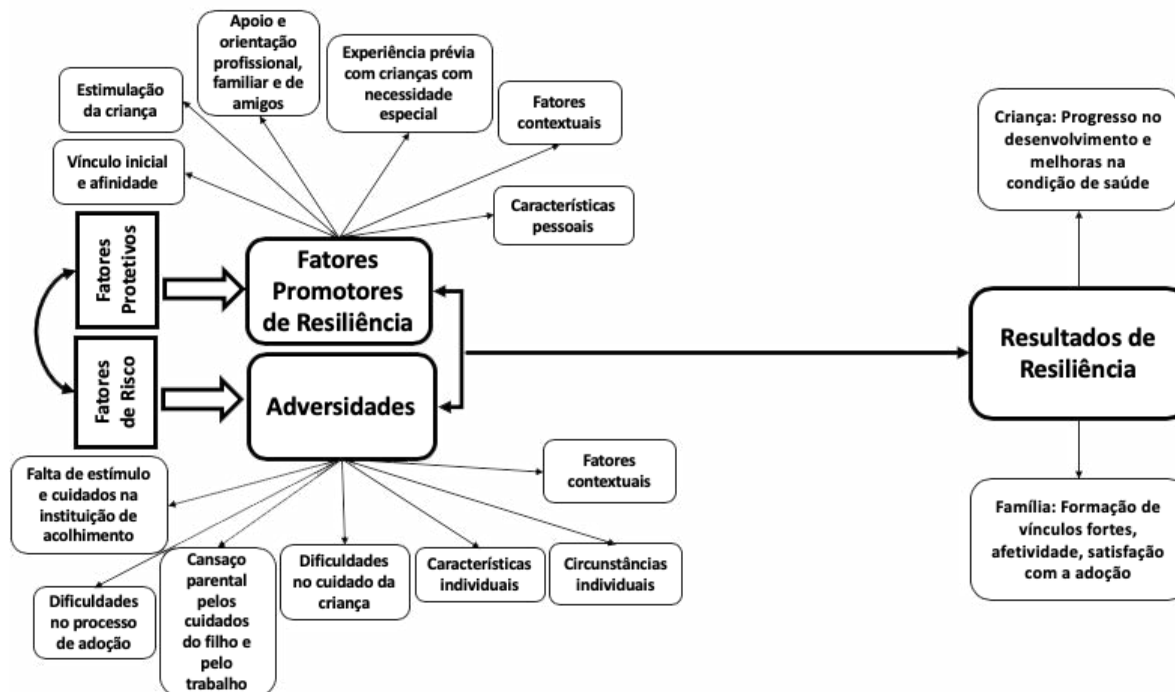 Apoio e
orientação
profissional,
familiar e de
amigos
Experiência prévia
com crianças com
necessidade
especial
Estimulação
da criança
Fatores
contextuais
Vínculo inicial
e afinidade
Características
pessoais
Fatores
Protetivos
Fatores
Promotores
de Resiliência
Fatores
de Risco
Adversidades
Falta de estímulo
e cuidados na
instituição de
acolhimento
Fatores
contextuais
Dificuldades
no processo
de adoção
Cansaço
parental
pelos
cuidados
do filho e
pelo
trabalho
Dificuldades
no cuidado da
criança
Características
individuais
Circunstâncias
individuais
Criança: Progresso no
desenvolvimento e
melhoras na
condição de saúde
Resultados de
Resiliência
Família: Formação de
vínculos fortes,
afetividade, satisfação
com a adoção